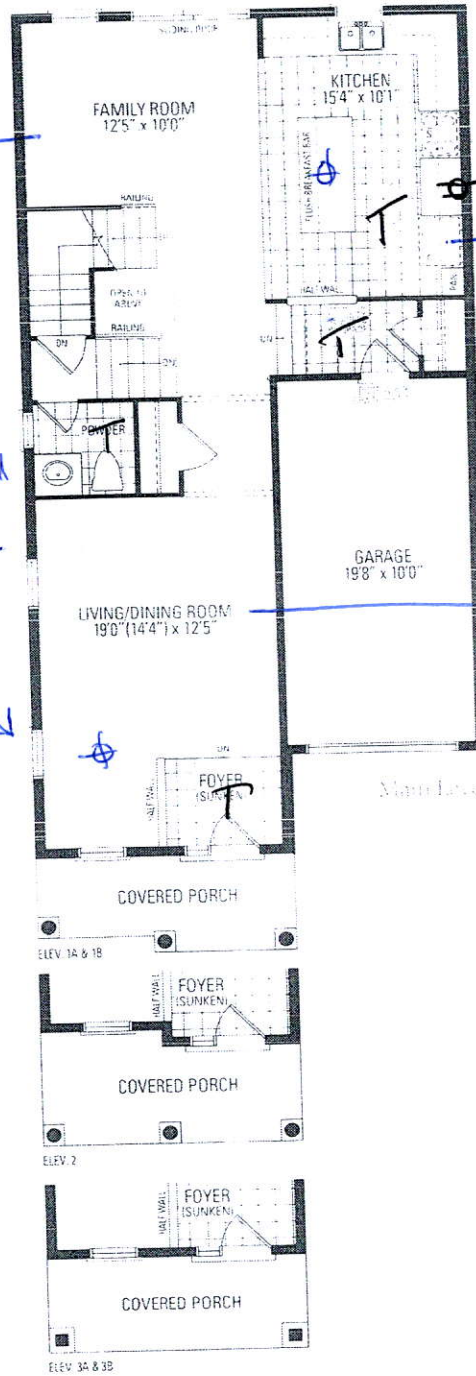 SLIDING DOOR
FAMILY ROOM
12'5" x 10'0"
KITCHEN
15'4" x 10'1"
FLUSH BREAKFAST BAR
T
RAILING
OPEN TO
ABOVE
RAILING
DN
DN
HALF WALL
PAN
DN
T
POWDER
T
GARAGE
19'8" x 10'0"
LIVING/DINING ROOM
19'0"(14'4") x 12'5"
DN
HALF WALL
FOYER
(SUNKEN)
T
COVERED PORCH
ELEV. 1A & 1B
HALF WALL
FOYER
(SUNKEN)
COVERED PORCH
ELEV. 2
HALF WALL
FOYER
(SUNKEN)
COVERED PORCH
ELEV. 3A & 3B